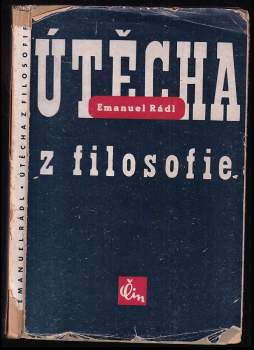 ÚTĚCHA
Emanuel Rádl
z filosofie
Čin
EMANUEL RÁDL • ÚTĚCHA Z FILOSOFIE